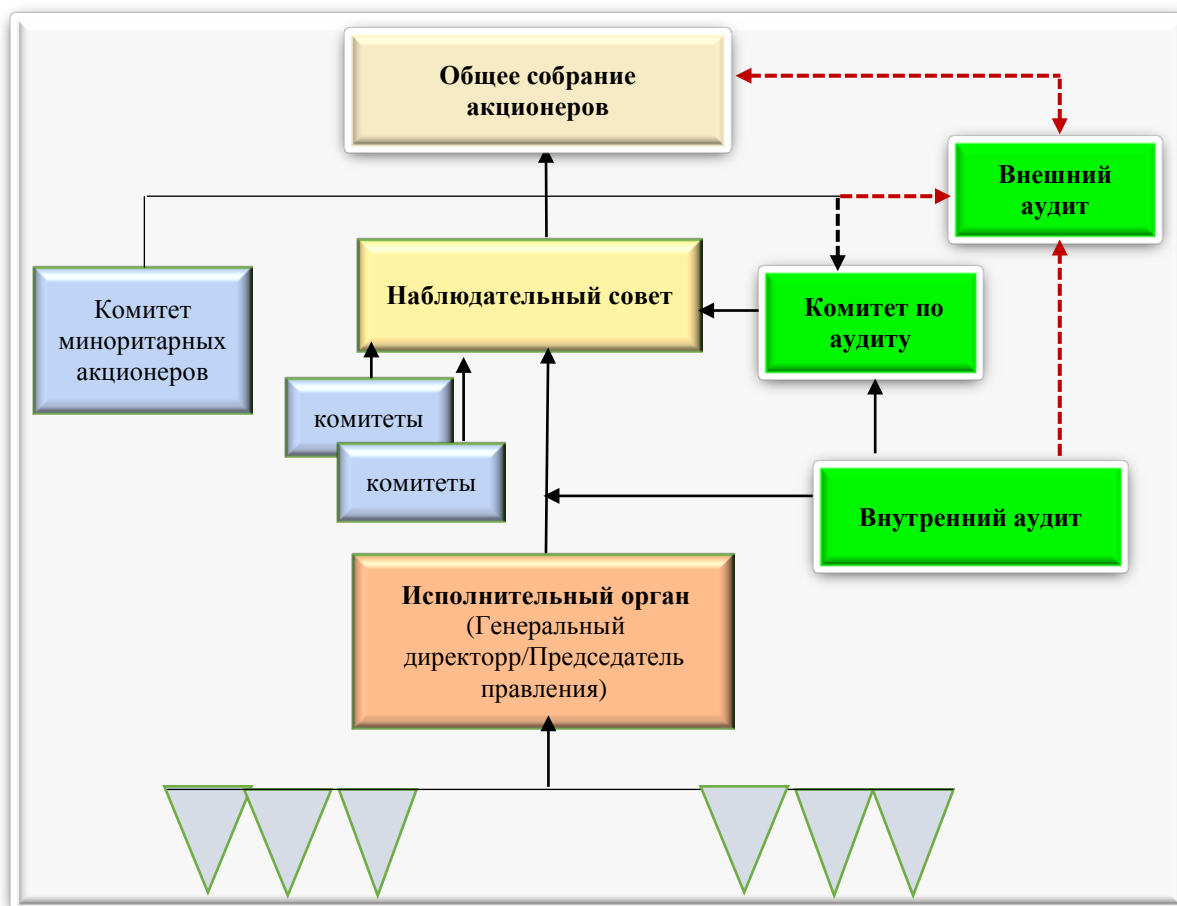 Общее собрание
акционеров
Внешний
аудит
Наблюдательный совет
Комитет по
аудиту
Комитет
миноритарных
акционеров
комитеты
комитеты
Внутренний аудит
Исполнительный орган
(Генеральный
директорр/Председатель
правления)